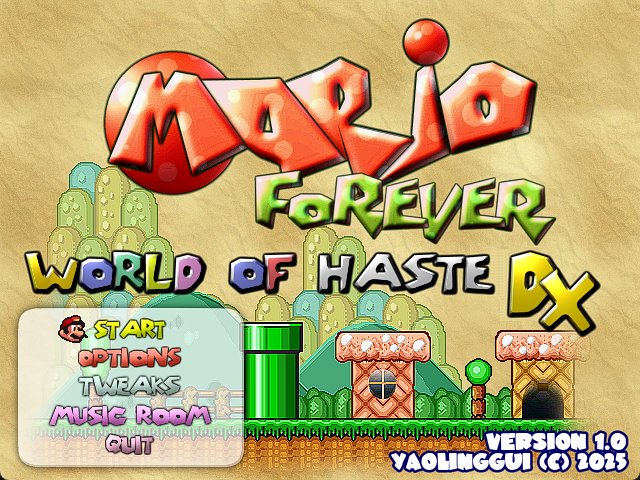 MARIO
FOREVER
WORLD OF HASTE DX
START
OPTIONS
TWEAKS
MUSIC ROOM
QUIT
VERSION 1.0
YAOLINGGUI (C) 2025